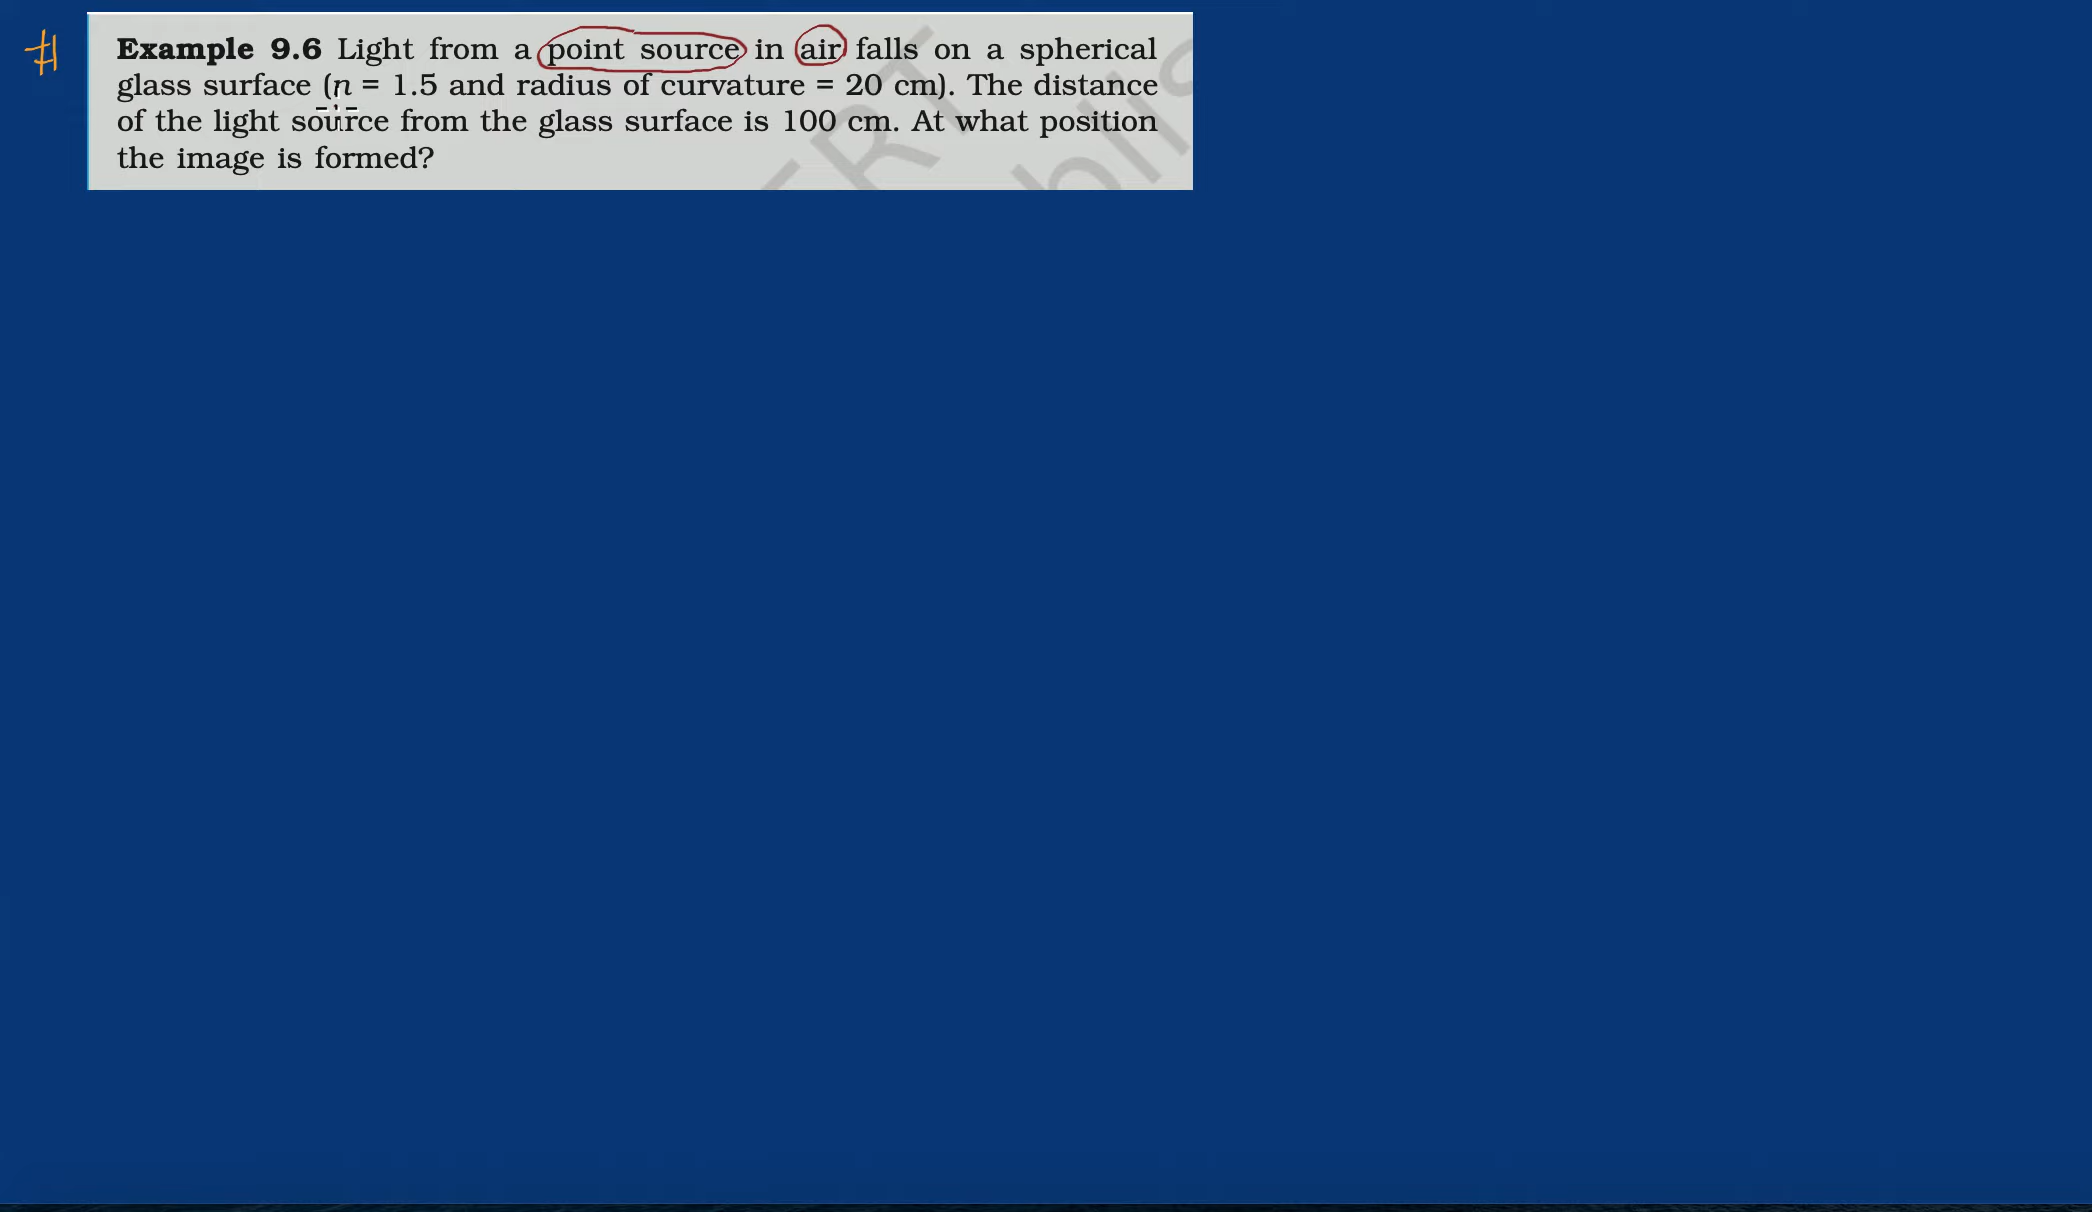 # Example 9.6 Light from a point source in air falls on a spherical
glass surface (n = 1.5 and radius of curvature = 20 cm). The distance
of the light source from the glass surface is 100 cm. At what position
the image is formed?